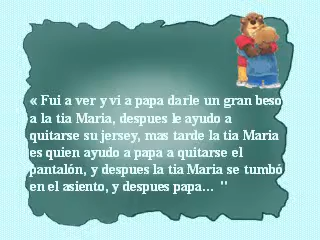 « Fui a ver y vi a papa darle un gran beso
a la tia Maria, despues le ayudo a
quitarse su jersey, mas tarde la tia Maria
es quien ayudo a papa a quitarse el
pantalón, y despues la tia Maria se tumbó
en el asiento, y despues papa... "